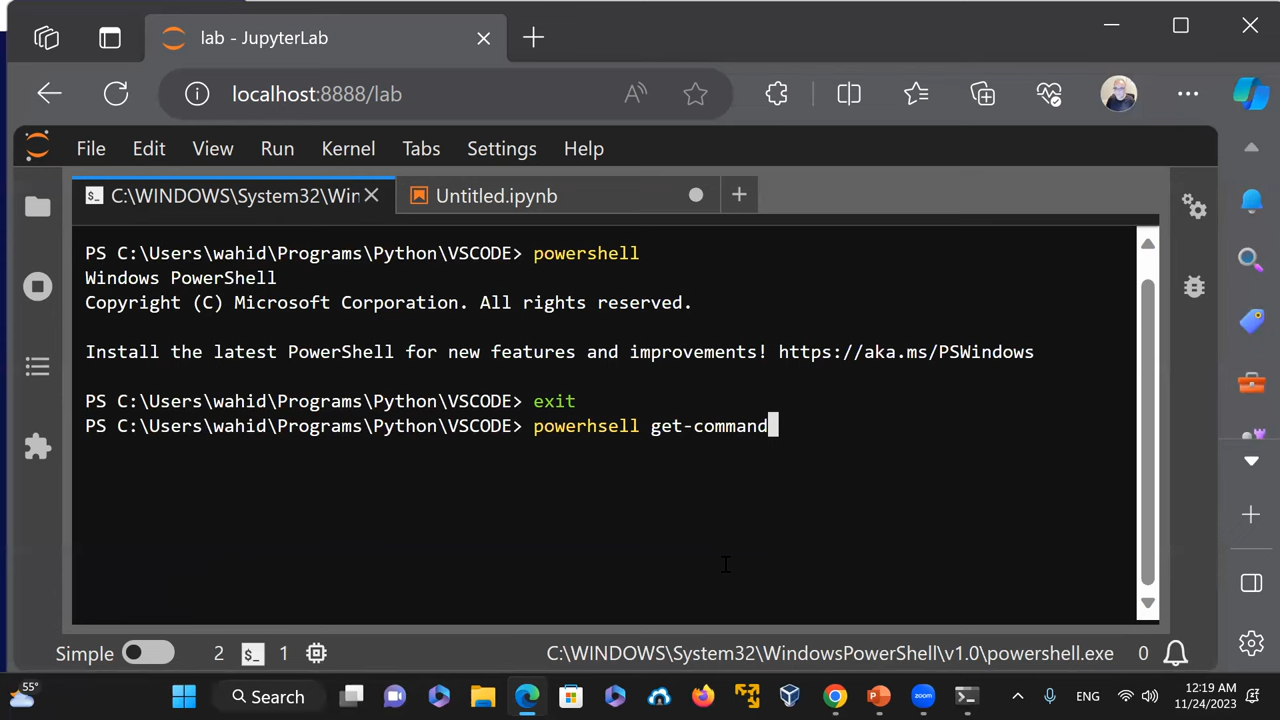 lab - JupyterLab
localhost:8888/lab
File Edit View Run Kernel Tabs Settings Help
C:\WINDOWS\System32\Win Untitled.ipynb
PS C:\Users\wahid\Programs\Python\VSCODE> powershell
Windows PowerShell
Copyright (C) Microsoft Corporation. All rights reserved.
Install the latest PowerShell for new features and improvements! https://aka.ms/PSWindows
PS C:\Users\wahid\Programs\Python\VSCODE> exit
PS C:\Users\wahid\Programs\Python\VSCODE> powerhsell get-command
Simple 2 $_ 1 C:\WINDOWS\System32\WindowsPowerShell\v1.0\powershell.exe 0
55° Search zoom ENG 12:19 AM
11/24/2023